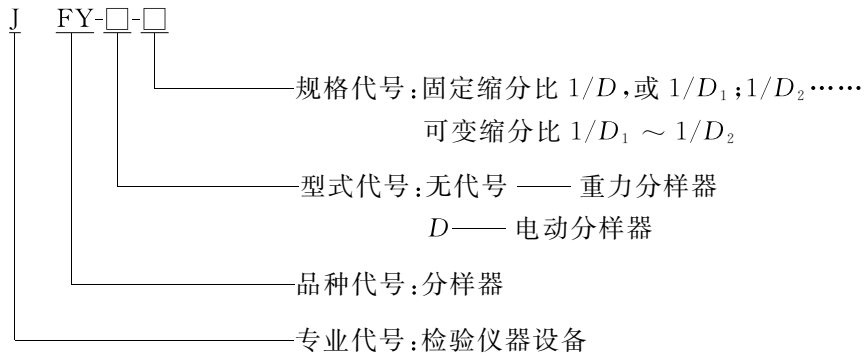 J FY-□-□
规格代号:固定缩分比 1/D,或 1/D₁;1/D₂……
可变缩分比 1/D₁ ～ 1/D₂
型式代号:无代号 —— 重力分样器
D—— 电动分样器
品种代号:分样器
专业代号:检验仪器设备